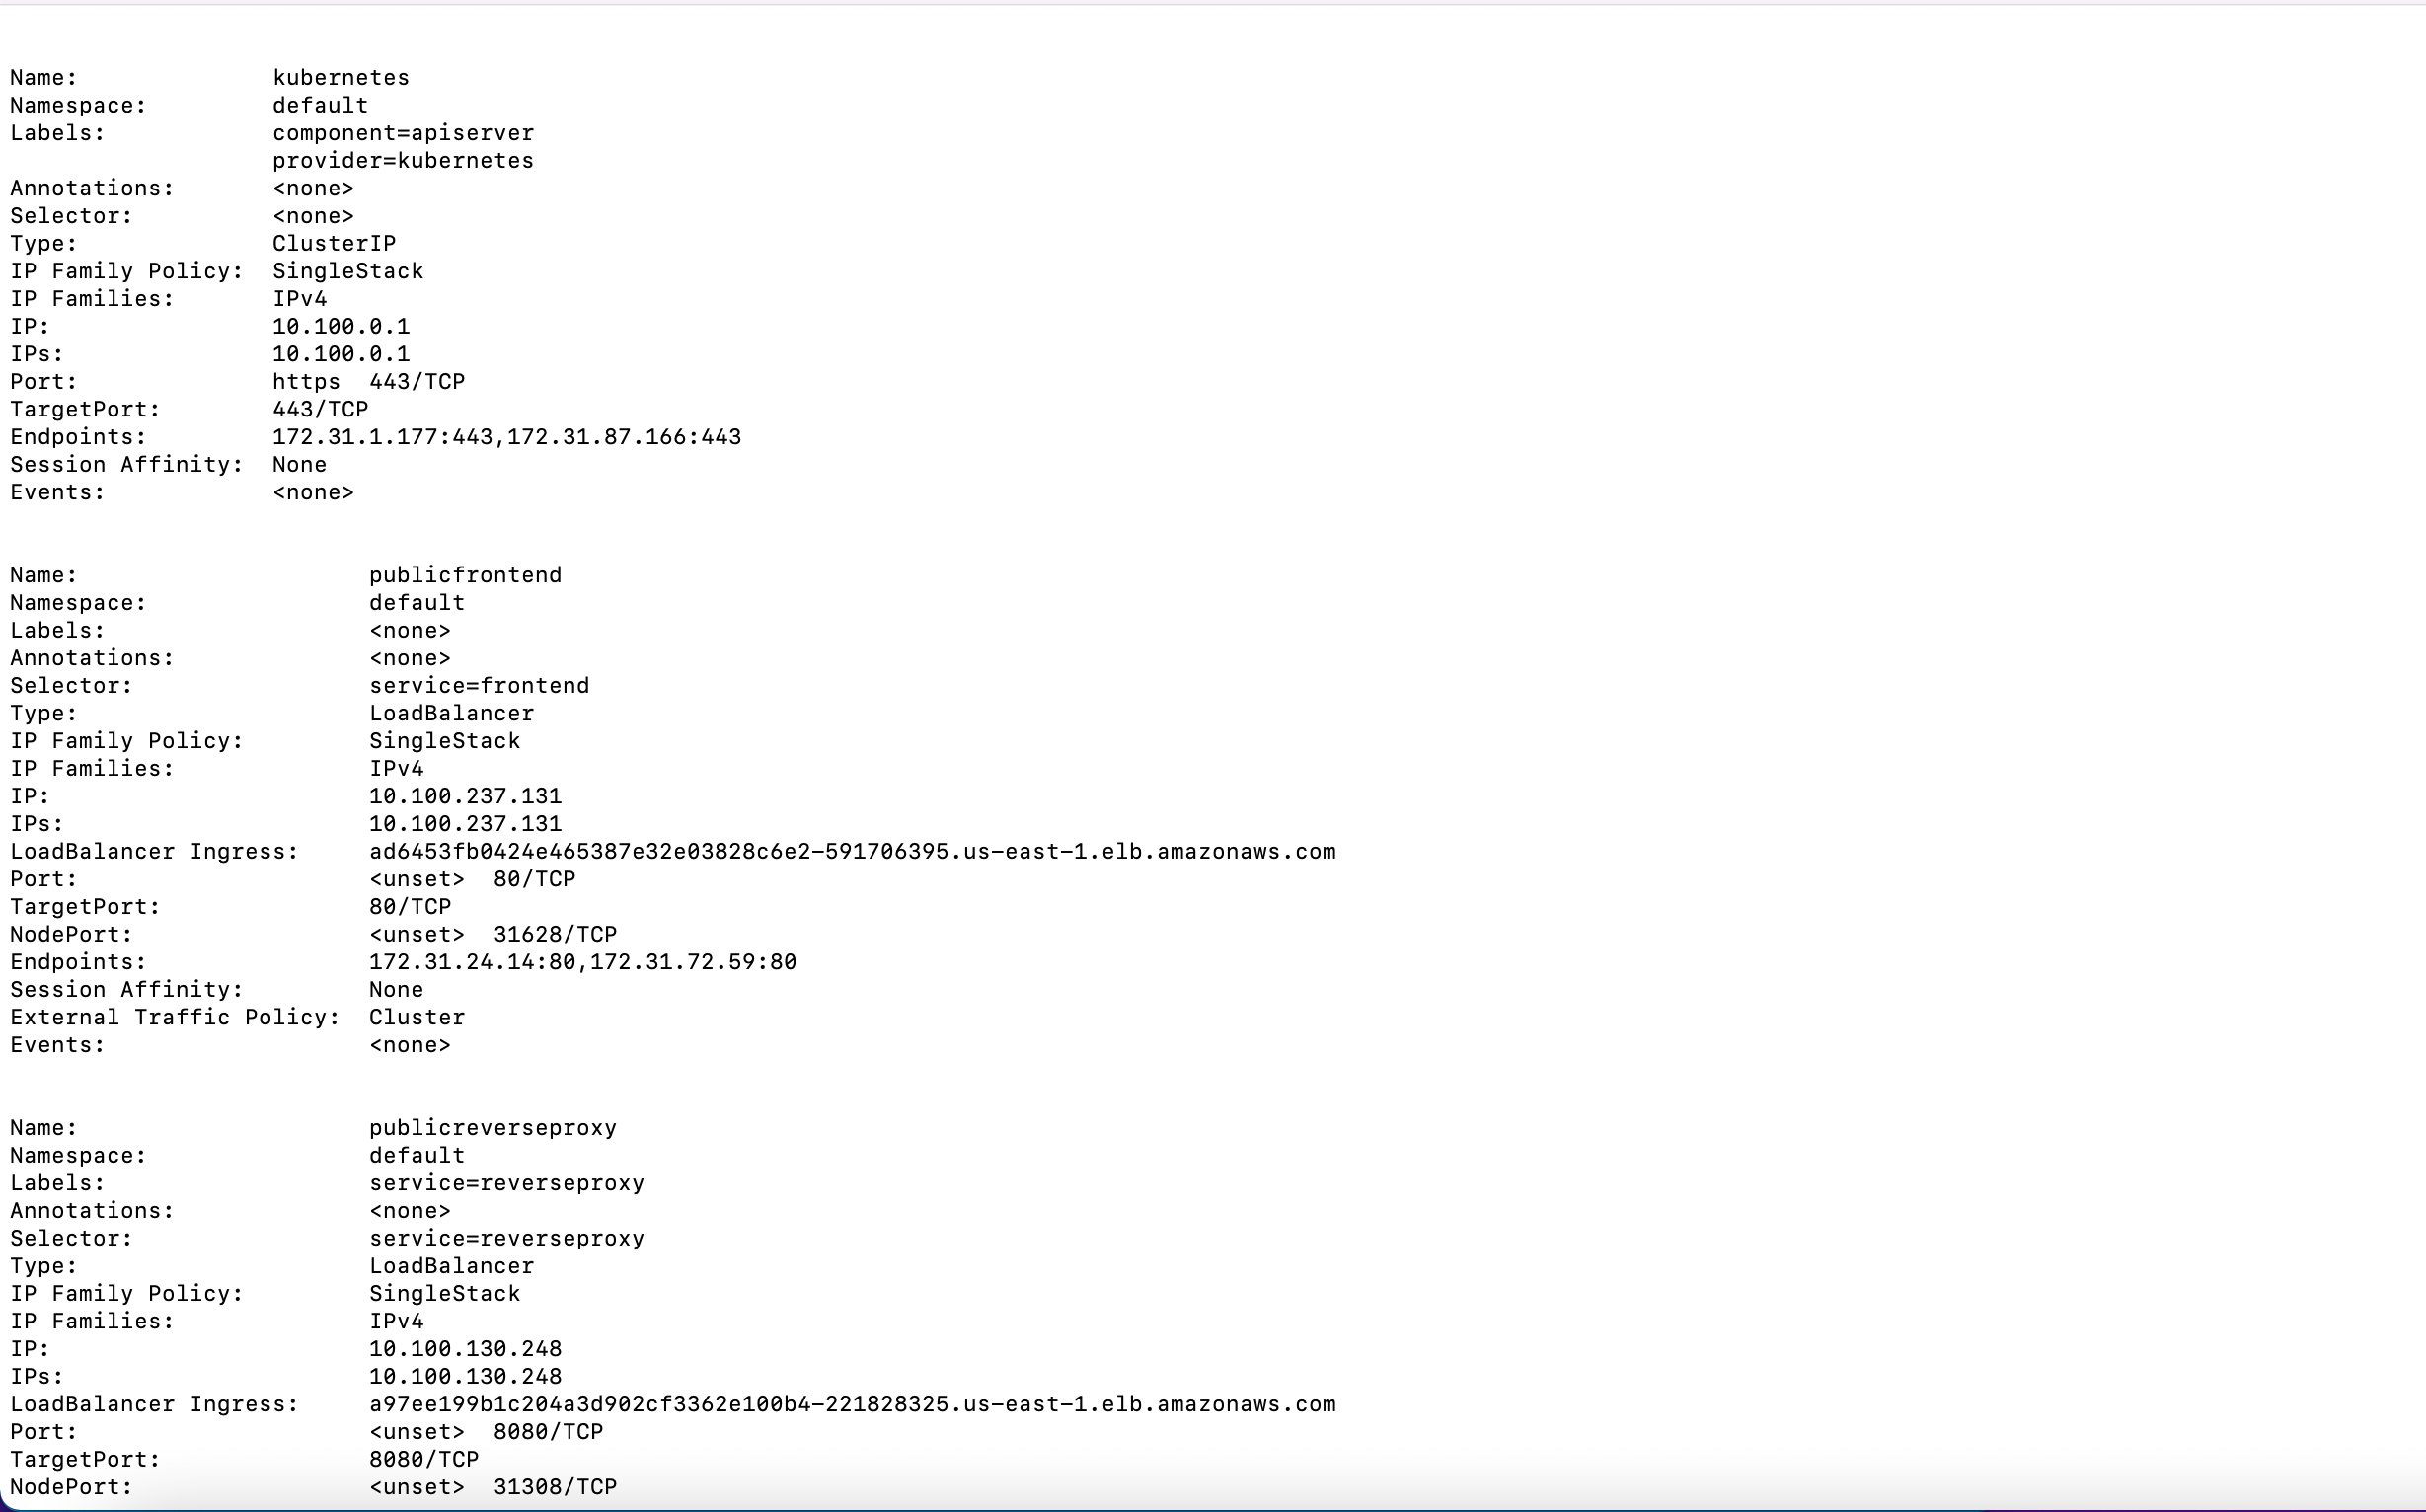 Name:              kubernetes
Namespace:         default
Labels:            component=apiserver
                   provider=kubernetes
Annotations:       <none>
Selector:          <none>
Type:              ClusterIP
IP Family Policy:  SingleStack
IP Families:       IPv4
IP:                10.100.0.1
IPs:               10.100.0.1
Port:              https  443/TCP
TargetPort:        443/TCP
Endpoints:         172.31.1.177:443,172.31.87.166:443
Session Affinity:  None
Events:            <none>
Name:                     publicfrontend
Namespace:                default
Labels:                   <none>
Annotations:              <none>
Selector:                 service=frontend
Type:                     LoadBalancer
IP Family Policy:         SingleStack
IP Families:              IPv4
IP:                       10.100.237.131
IPs:                      10.100.237.131
LoadBalancer Ingress:     ad6453fb0424e465387e32e03828c6e2-591706395.us-east-1.elb.amazonaws.com
Port:                     <unset>  80/TCP
TargetPort:               80/TCP
NodePort:                 <unset>  31628/TCP
Endpoints:                172.31.24.14:80,172.31.72.59:80
Session Affinity:         None
External Traffic Policy:  Cluster
Events:                   <none>
Name:                     publicreverseproxy
Namespace:                default
Labels:                   service=reverseproxy
Annotations:              <none>
Selector:                 service=reverseproxy
Type:                     LoadBalancer
IP Family Policy:         SingleStack
IP Families:              IPv4
IP:                       10.100.130.248
IPs:                      10.100.130.248
LoadBalancer Ingress:     a97ee199b1c204a3d902cf3362e100b4-221828325.us-east-1.elb.amazonaws.com
Port:                     <unset>  8080/TCP
TargetPort:               8080/TCP
NodePort:                 <unset>  31308/TCP